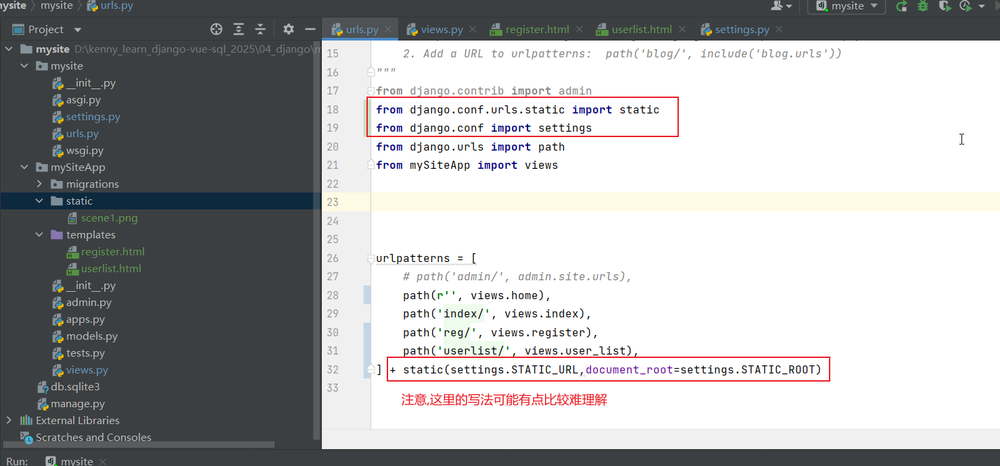 mysite mysite urls.py mysite
Project
urls.py views.py register.html userlist.html settings.py
mysite D:\kenny_learn_django-vue-sql_2025\04_django\m
mysite
__init__.py
asgi.py
settings.py
urls.py
wsgi.py
mySiteApp
migrations
static
scene1.png
templates
register.html
userlist.html
__init__.py
admin.py
apps.py
models.py
tests.py
views.py
db.sqlite3
manage.py
External Libraries
Scratches and Consoles
15 2. Add a URL to urlpatterns:  path('blog/', include('blog.urls'))
16 """
17 from django.contrib import admin
18 from django.conf.urls.static import static
19 from django.conf import settings
20 from django.urls import path
21 from mySiteApp import views
22
23
24
25
26 urlpatterns = [
27 # path('admin/', admin.site.urls),
28 path(r'', views.home),
29 path('index/', views.index),
30 path('reg/', views.register),
31 path('userlist/', views.user_list),
32 ] + static(settings.STATIC_URL,document_root=settings.STATIC_ROOT)
33
注意,这里的写法可能有点比较难理解
Run: mysite